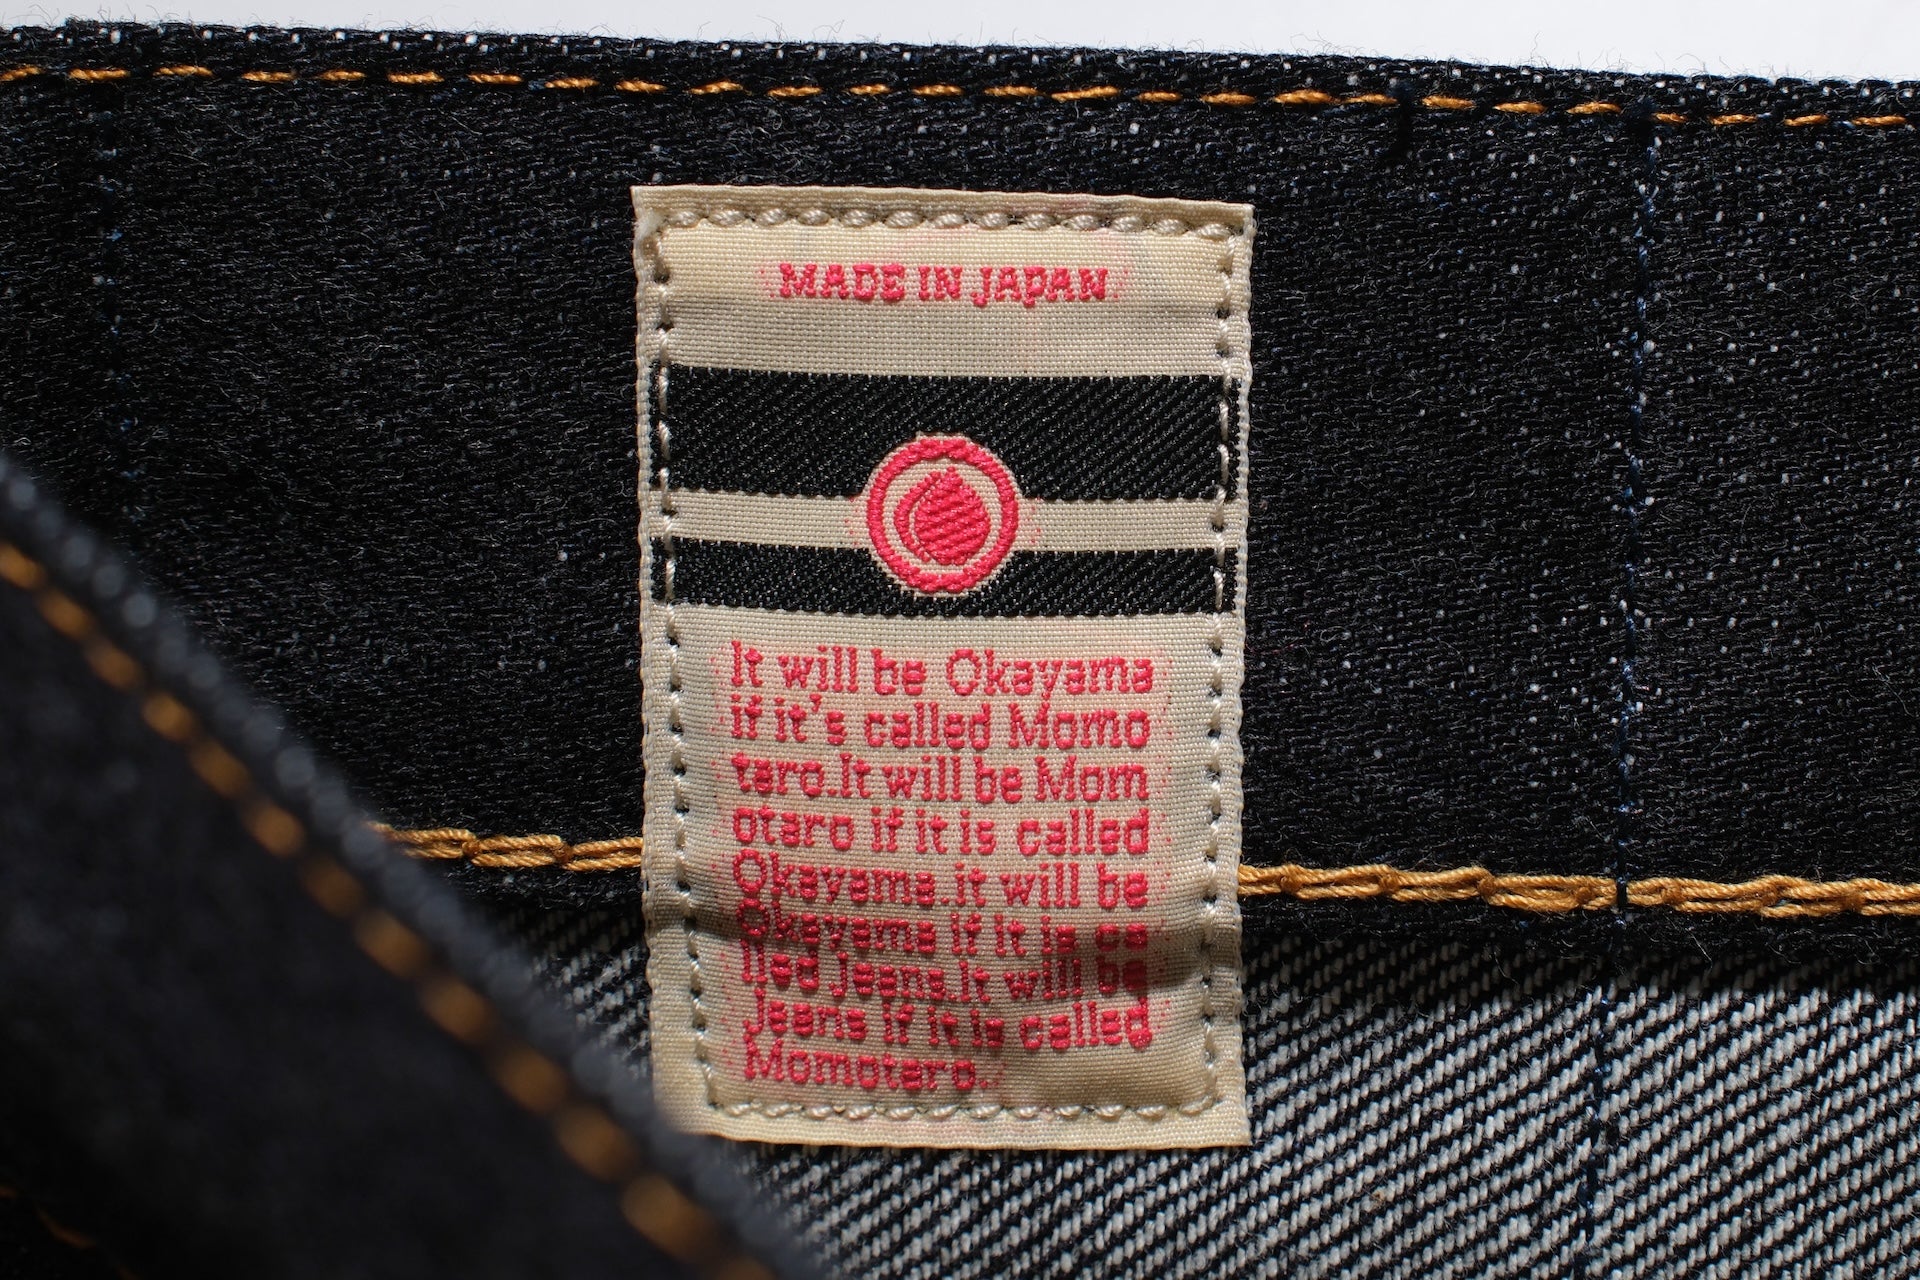 MADE IN JAPAN
It will be Okayama
if it's called Momo
taro.It will be Mom
otaro if it is called
Okayama.it will be
Okayama if it is ca
lled Jeans.It will be
Jeans if it is called
Momotaro.